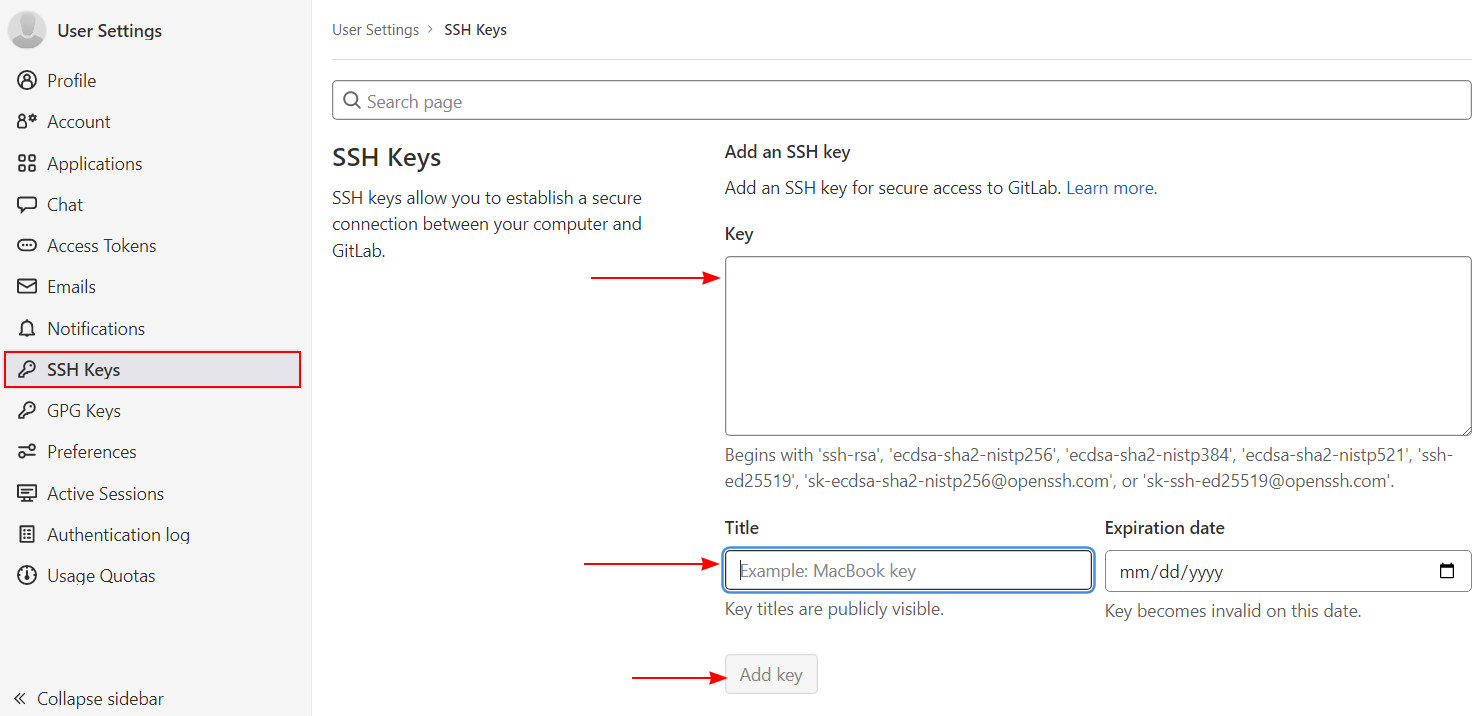 User Settings
Profile
Account
Applications
Chat
Access Tokens
Emails
Notifications
SSH Keys
GPG Keys
Preferences
Active Sessions
Authentication log
Usage Quotas
Collapse sidebar
User Settings › SSH Keys
Search page
SSH Keys
SSH keys allow you to establish a secure
connection between your computer and
GitLab.
Add an SSH key
Add an SSH key for secure access to GitLab. Learn more.
Key
Begins with 'ssh-rsa', 'ecdsa-sha2-nistp256', 'ecdsa-sha2-nistp384', 'ecdsa-sha2-nistp521', 'ssh-
ed25519', 'sk-ecdsa-sha2-nistp256@openssh.com', or 'sk-ssh-ed25519@openssh.com'.
Title
Example: MacBook key
Key titles are publicly visible.
Expiration date
mm/dd/yyyy
Key becomes invalid on this date.
Add key